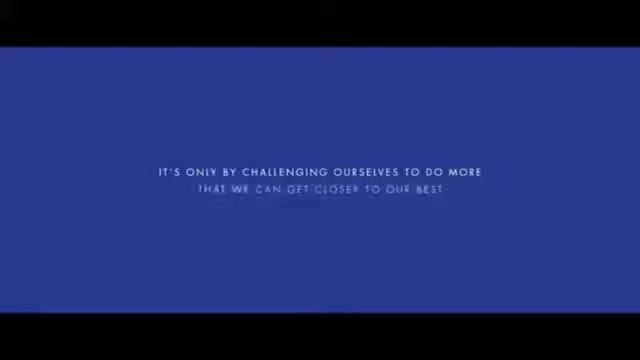 IT'S ONLY BY CHALLENGING OURSELVES TO DO MORE
THAT WE CAN GET CLOSER TO OUR BEST